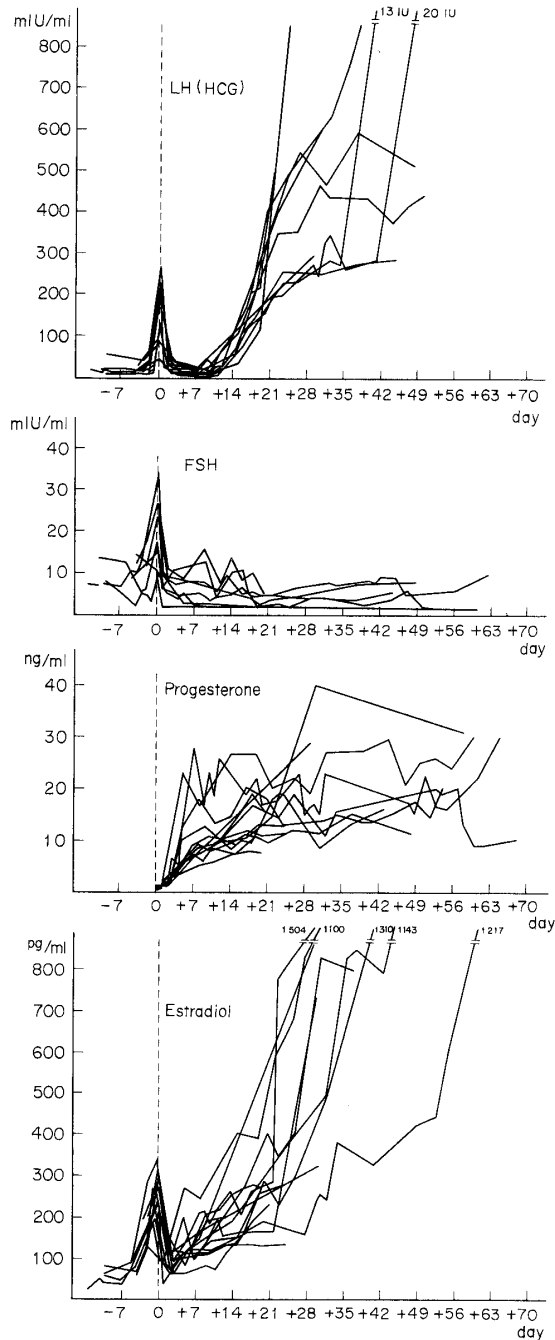 mIU/ml
13 IU 20 IU
800
LH (HCG)
700
600
500
400
300
200
100
-7 0 +7 +14 +21 +28 +35 +42 +49 +56 +63 +70
day
mIU/ml
40
FSH
30
20
10
-7 0 +7 +14 +21 +28 +35 +42 +49 +56 +63 +70
day
ng/ml
40
Progesterone
30
20
10
-7 0 +7 +14 +21 +28 +35 +42 +49 +56 +63 +70
day
pg/ml
1504 1100 1310 1143 1217
800
Estradiol
700
600
500
400
300
200
100
-7 0 +7 +14 +21 +28 +35 +42 +49 +56 +63 +70
day